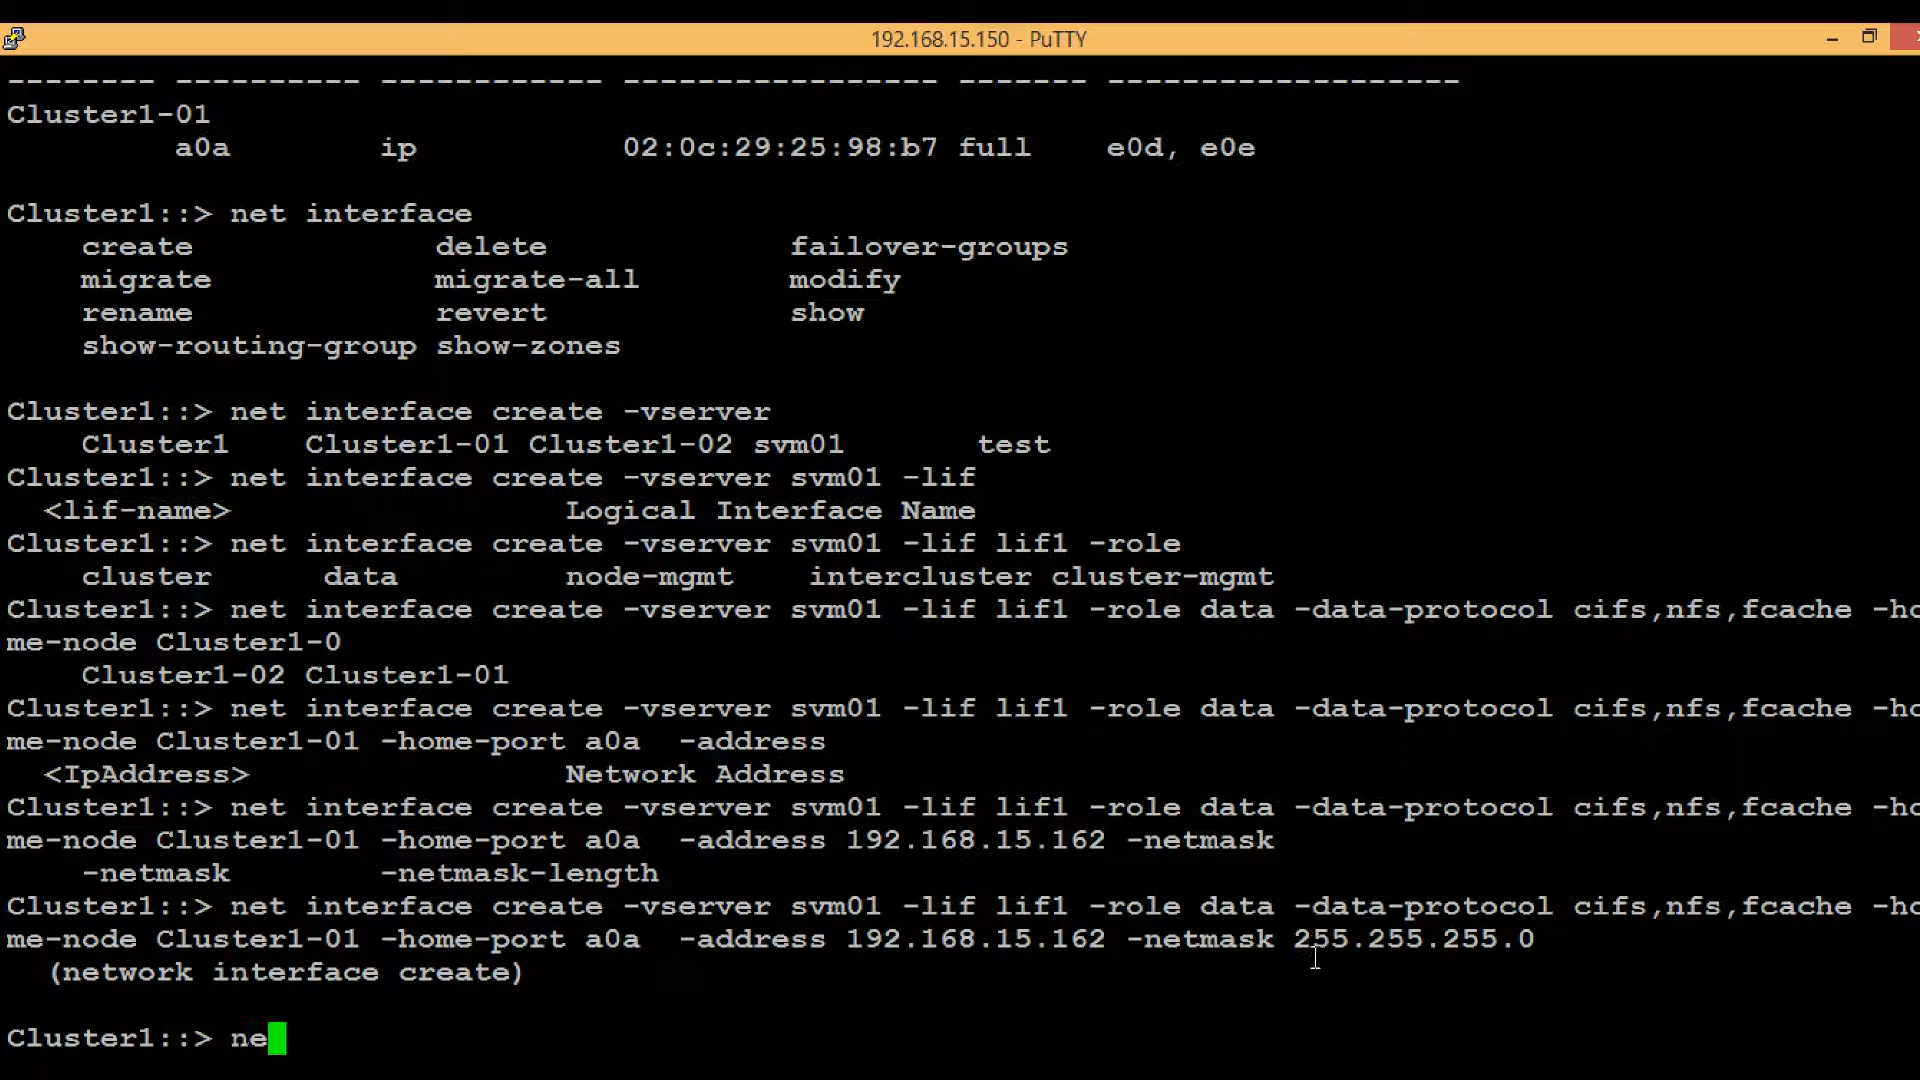 192.168.15.150 - PuTTY
-------- ---------- ------------ ----------------- ------- -------------------
Cluster1-01
         a0a        ip           02:0c:29:25:98:b7 full    e0d, e0e
Cluster1::> net interface
    create             delete             failover-groups
    migrate            migrate-all        modify
    rename             revert             show
    show-routing-group show-zones
Cluster1::> net interface create -vserver
    Cluster1    Cluster1-01 Cluster1-02 svm01       test
Cluster1::> net interface create -vserver svm01 -lif
  <lif-name>                  Logical Interface Name
Cluster1::> net interface create -vserver svm01 -lif lif1 -role
    cluster      data         node-mgmt    intercluster cluster-mgmt
Cluster1::> net interface create -vserver svm01 -lif lif1 -role data -data-protocol cifs,nfs,fcache -ho
me-node Cluster1-0
    Cluster1-02 Cluster1-01
Cluster1::> net interface create -vserver svm01 -lif lif1 -role data -data-protocol cifs,nfs,fcache -ho
me-node Cluster1-01 -home-port a0a  -address
  <IpAddress>                 Network Address
Cluster1::> net interface create -vserver svm01 -lif lif1 -role data -data-protocol cifs,nfs,fcache -ho
me-node Cluster1-01 -home-port a0a  -address 192.168.15.162 -netmask
    -netmask        -netmask-length
Cluster1::> net interface create -vserver svm01 -lif lif1 -role data -data-protocol cifs,nfs,fcache -ho
me-node Cluster1-01 -home-port a0a  -address 192.168.15.162 -netmask 255.255.255.0
  (network interface create)
Cluster1::> ne